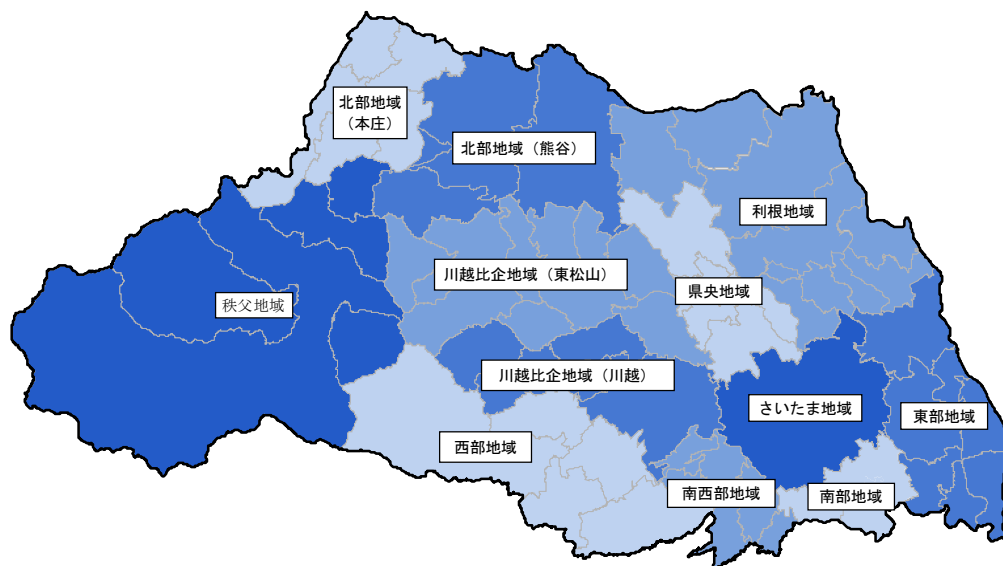 北部地域
（本庄）
北部地域（熊谷）
利根地域
川越比企地域（東松山）
県央地域
秩父地域
川越比企地域（川越）
さいたま地域
東部地域
西部地域
南西部地域
南部地域